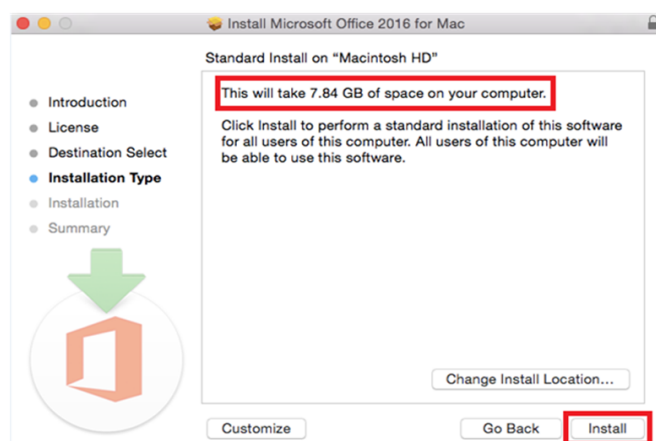 Install Microsoft Office 2016 for Mac
Standard Install on “Macintosh HD”
Introduction
License
Destination Select
Installation Type
Installation
Summary
This will take 7.84 GB of space on your computer.
Click Install to perform a standard installation of this software
for all users of this computer. All users of this computer will
be able to use this software.
Change Install Location...
Customize
Go Back
Install